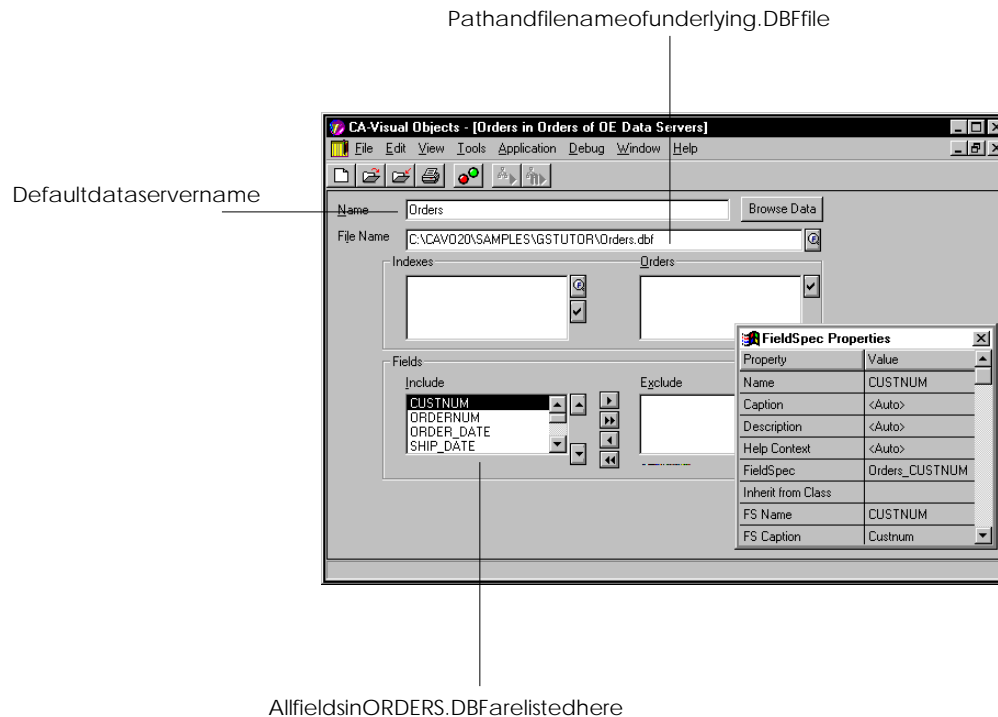 Pathandfilenameofunderlying.DBFfile
CA-Visual Objects - [Orders in Orders of OE Data Servers]
File Edit View Tools Application Debug Window Help
Defaultdataservername
Name Orders Browse Data
File Name C:\CAVO20\SAMPLES\GSTUTOR\Orders.dbf
Indexes Orders
FieldSpec Properties
Property Value
Name CUSTNUM
Caption <Auto>
Description <Auto>
Help Context <Auto>
FieldSpec Orders_CUSTNUM
Inherit from Class
FS Name CUSTNUM
FS Caption Custnum
Fields
Include Exclude
CUSTNUM
ORDERNUM
ORDER_DATE
SHIP_DATE
AllfieldsinORDERS.DBFarelistedhere